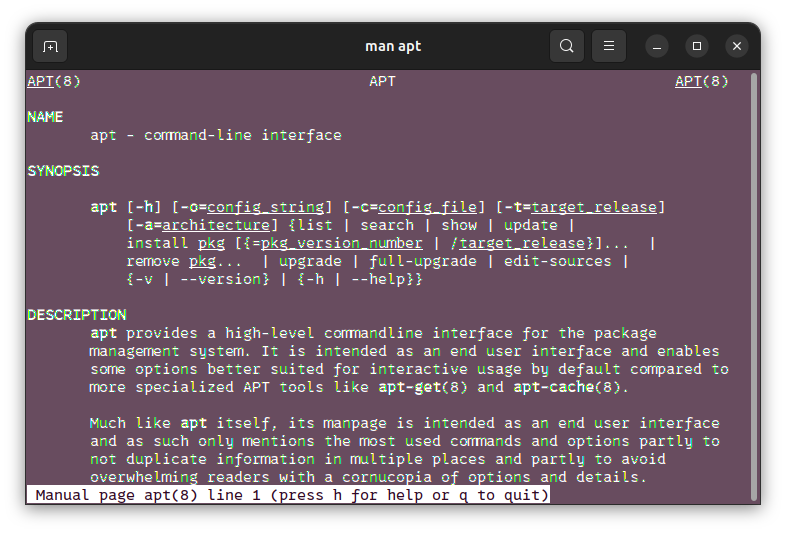 man apt
APT(8) APT APT(8)
NAME
apt - command-line interface
SYNOPSIS
apt [-h] [-o=config_string] [-c=config_file] [-t=target_release]
[-a=architecture] {list | search | show | update |
install pkg [{=pkg_version_number | /target_release}]... |
remove pkg... | upgrade | full-upgrade | edit-sources |
{-v | --version} | {-h | --help}}
DESCRIPTION
apt provides a high-level commandline interface for the package
management system. It is intended as an end user interface and enables
some options better suited for interactive usage by default compared to
more specialized APT tools like apt-get(8) and apt-cache(8).
Much like apt itself, its manpage is intended as an end user interface
and as such only mentions the most used commands and options partly to
not duplicate information in multiple places and partly to avoid
overwhelming readers with a cornucopia of options and details.
Manual page apt(8) line 1 (press h for help or q to quit)